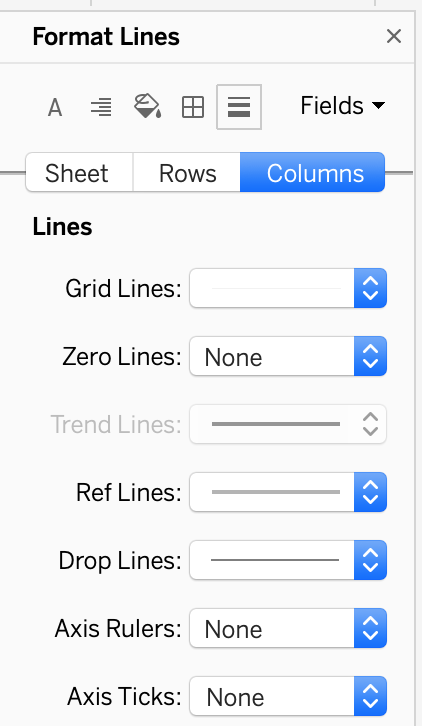 Format Lines
A Fields
Sheet Rows Columns
Lines
Grid Lines:
Zero Lines: None
Trend Lines:
Ref Lines:
Drop Lines:
Axis Rulers: None
Axis Ticks: None